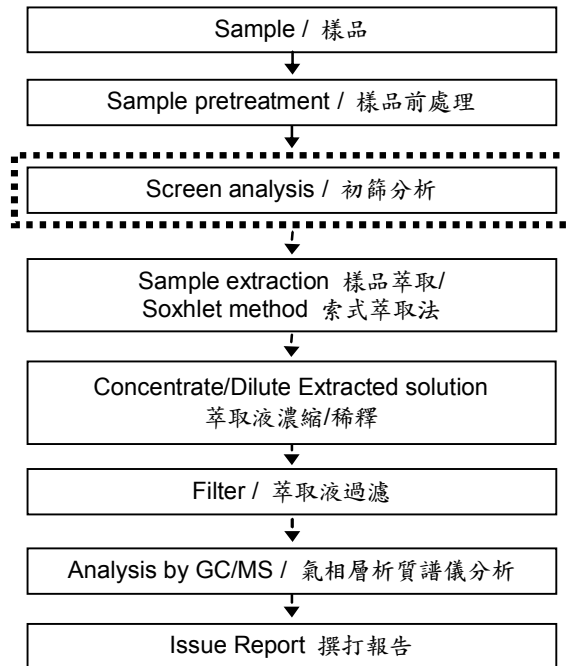 Sample / 樣品
Sample pretreatment / 樣品前處理
Screen analysis / 初篩分析
Sample extraction 樣品萃取/
Soxhlet method 索式萃取法
Concentrate/Dilute Extracted solution
萃取液濃縮/稀釋
Filter / 萃取液過濾
Analysis by GC/MS / 氣相層析質譜儀分析
Issue Report 撰打報告